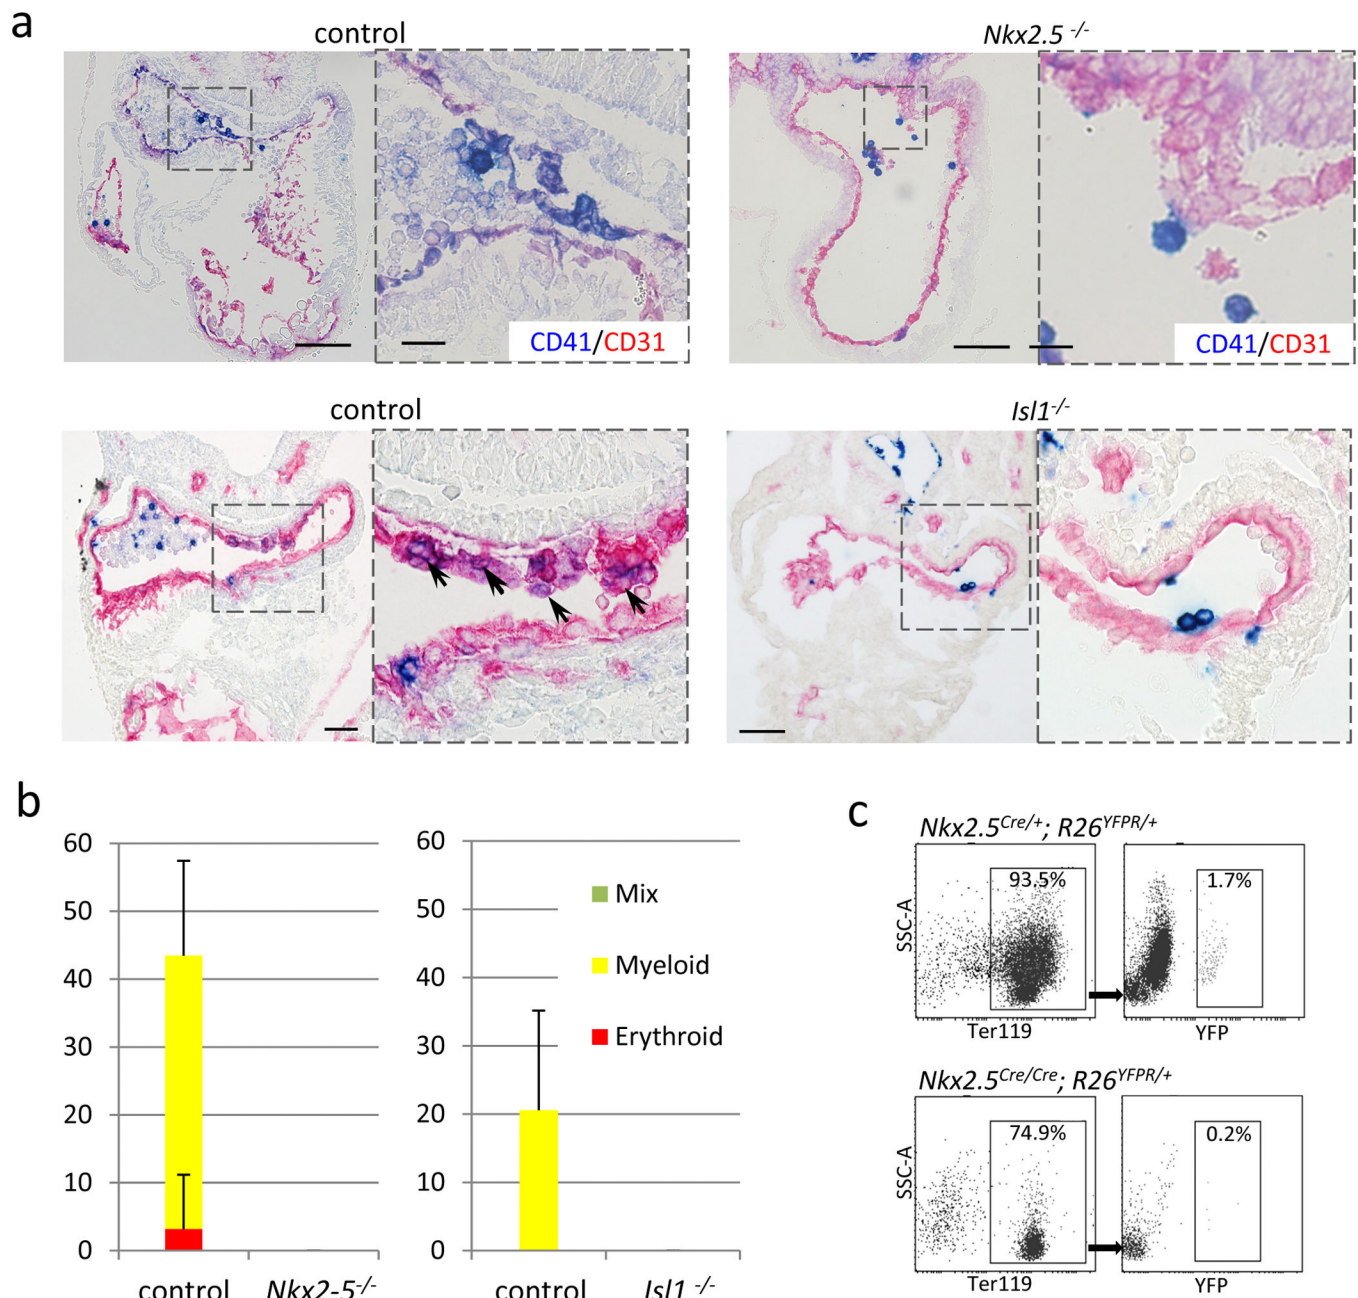 a
control
Nkx2.5 -/-
CD41/CD31
CD41/CD31
control
Isl1-/-
b
60
50
40
30
20
10
0
control
Nkx2-5-/-
60
50
40
30
20
10
0
Mix
Myeloid
Erythroid
Isl1 -/-
c
Nkx2.5Cre/+; R26YFPR/+
SSC-A
93.5%
Ter119
1.7%
YFP
Nkx2.5Cre/Cre; R26YFPR/+
SSC-A
74.9%
Ter119
0.2%
YFP
control